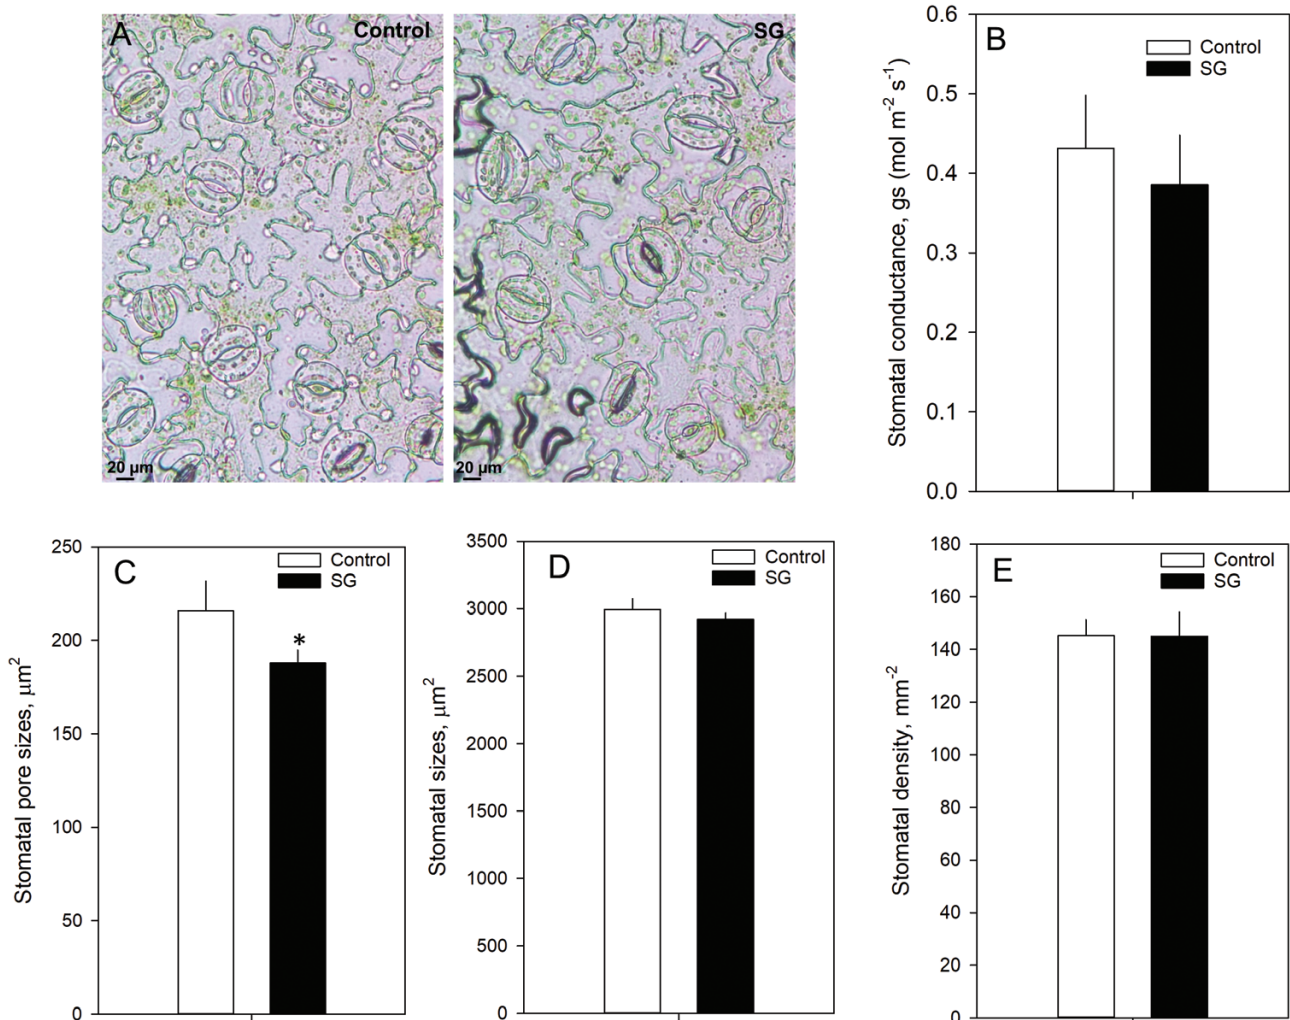 A
Control
20 µm
SG
20 µm
B
Control
SG
Stomatal conductance, gs (mol m⁻² s⁻¹)
0.6
0.5
0.4
0.3
0.2
0.1
0.0
C
Control
SG
*
Stomatal pore sizes, µm²
250
200
150
100
50
0
D
Control
SG
Stomatal sizes, µm²
3500
3000
2500
2000
1500
1000
500
0
E
Control
SG
Stomatal density, mm⁻²
180
160
140
120
100
80
60
40
20
0